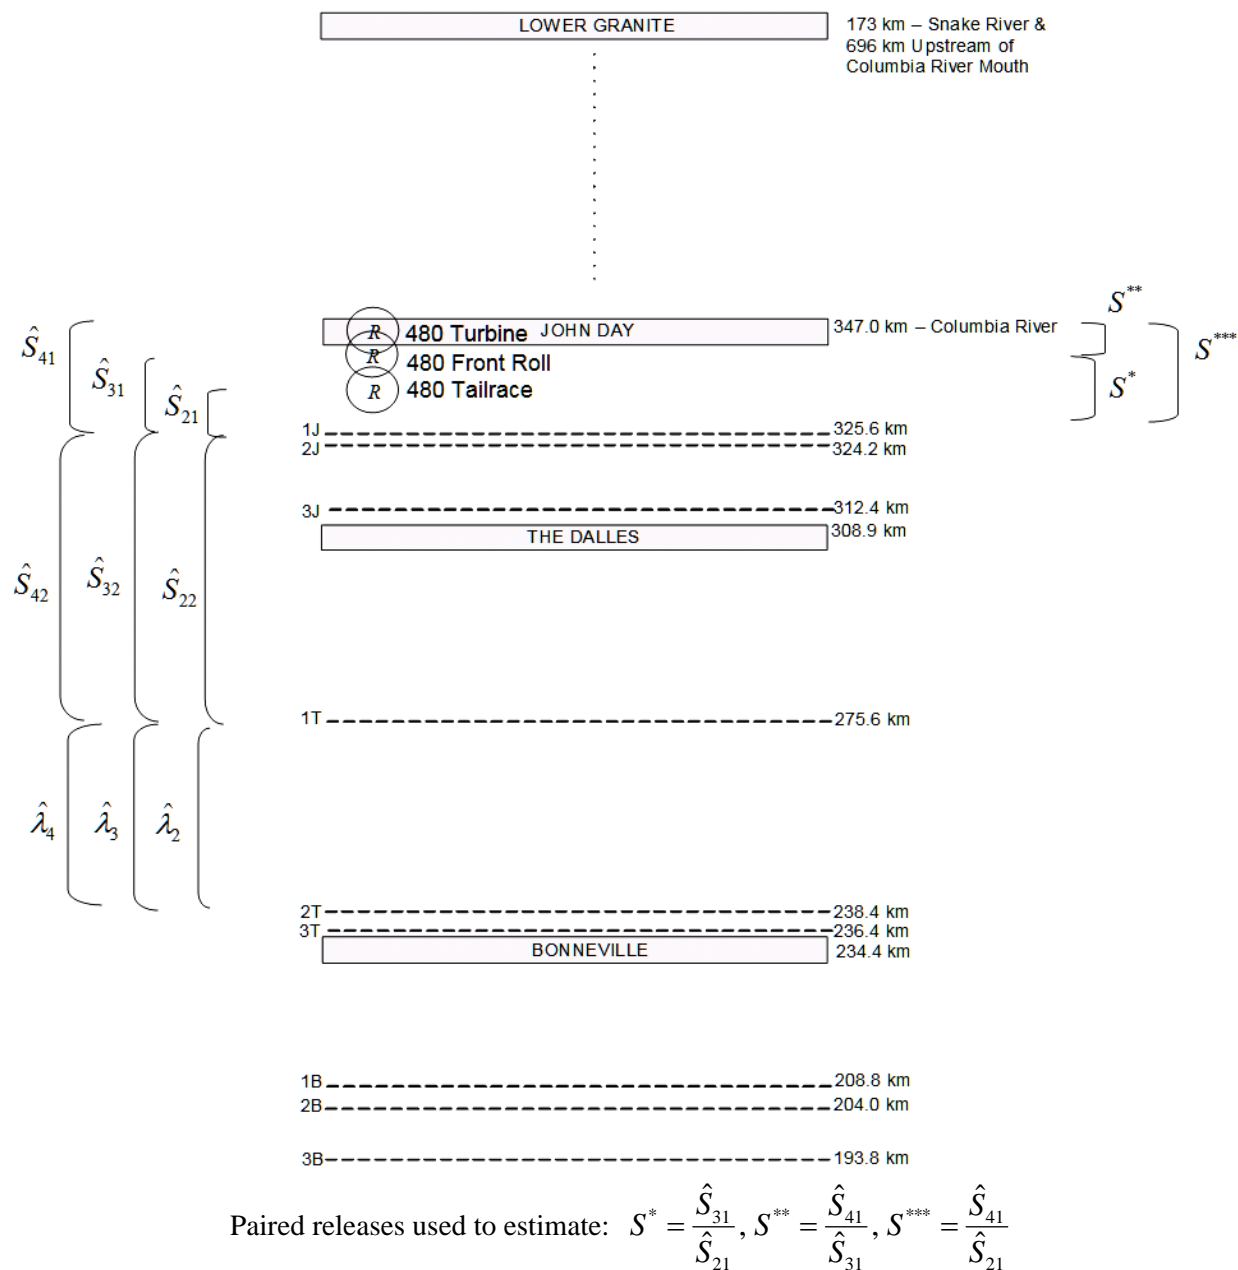 LOWER GRANITE
173 km – Snake River &
696 km Upstream of
Columbia River Mouth
S**
R 480 Turbine JOHN DAY
347.0 km – Columbia River
S***
Ŝ41
R 480 Front Roll
Ŝ31
S*
R 480 Tailrace
Ŝ21
1J 325.6 km
2J 324.2 km
3J 312.4 km
THE DALLES 308.9 km
Ŝ42 Ŝ32 Ŝ22
1T 275.6 km
λ̂4 λ̂3 λ̂2
2T 238.4 km
3T 236.4 km
BONNEVILLE 234.4 km
1B 208.8 km
2B 204.0 km
3B 193.8 km
Paired releases used to estimate: S* = Ŝ31/Ŝ21, S** = Ŝ41/Ŝ31, S*** = Ŝ41/Ŝ21